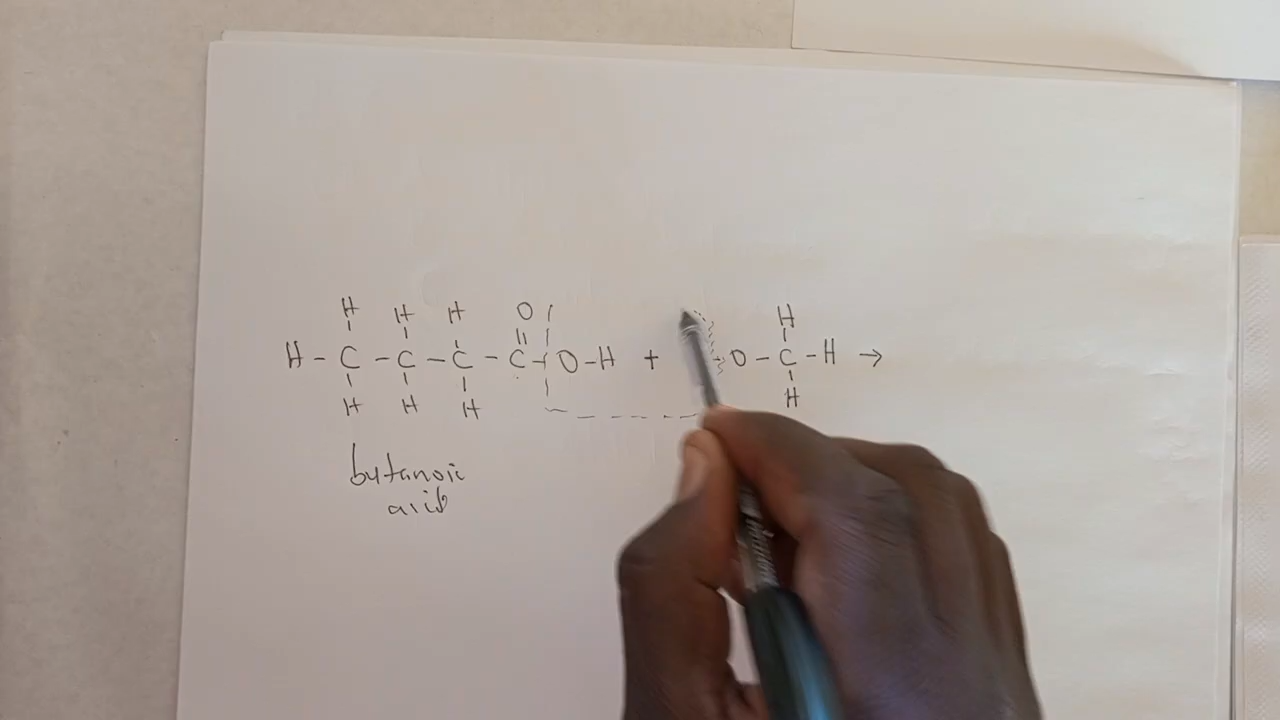 H H H O H
H - C - C - C - C - O - H + - O - C - H →
H H H H
butanoic
acid